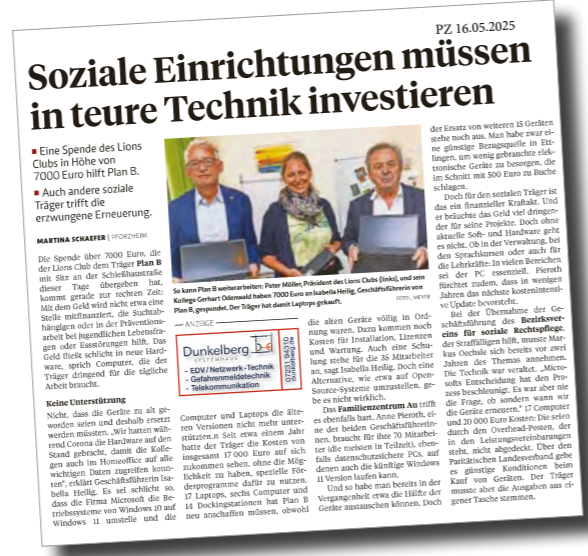 PZ 16.05.2025
Soziale Einrichtungen müssen
in teure Technik investieren
Eine Spende des Lions
Clubs in Höhe von
7000 Euro hilft Plan B.
Auch andere soziale
Träger trifft die
erzwungene Erneuerung.
MARTINA SCHAEFER | PFORZHEIM
Die Spende über 7000 Euro, die
der Lions Club dem Träger Plan B
mit Sitz an der Schießhaustraße
dieser Tage übergeben hat,
kommt gerade zur rechten Zeit:
Mit dem Geld wird nicht etwa eine
Stelle mitfinanziert, die Suchtab-
hängigen oder in der Präventions-
arbeit bei jugendlichen Lebensfra-
gen oder Essstörungen hilft. Das
Geld fließt schlicht in neue Hard-
ware, sprich Computer, die der
Träger dringend für die tägliche
Arbeit braucht.
Keine Unterstützung
Nicht, dass die Geräte zu alt ge-
worden seien und deshalb ersetzt
werden müssten. „Wir hatten wäh-
rend Corona die Hardware auf den
Stand gebracht, damit die Kolle-
gen auch im Homeoffice auf alle
wichtigen Daten zugreifen konn-
ten", erklärt Geschäftsführerin Isa-
bella Heilig. Es sei schlicht so,
dass die Firma Microsoft die Be-
triebssysteme von Windows 10 auf
Windows 11 umstelle und die
So kann Plan B weiterarbeiten: Peter Möller, Präsident des Lions Clubs (links), und sein
Kollege Gerhart Odenwald haben 7000 Euro an Isabella Heilig, Geschäftsführerin von
Plan B, gespendet. Der Träger hat damit Laptops gekauft.
FOTO: MEYER
ANZEIGE
Dunkelberg
SYSTEMHAUS
- EDV / Netzwerk-Technik
- Gefahrenmeldetechnik
- Telekommunikation
Computer und Laptops die älte-
ren Versionen nicht mehr unter-
stützten.n Seit etwa einem Jahr
hatte der Träger die Kosten von
insgesamt 17 000 Euro auf sich
zukommen sehen, ohne die Mög-
lichkeit zu haben, spezielle För-
derprogramme dafür zu nutzen.
17 Laptops, sechs Computer und
14 Dockingstationen hat Plan B
neu anschaffen müssen, obwohl
die alten Geräte völlig in Ord-
nung waren. Dazu kommen noch
Kosten für Installation, Lizenzen
und Wartung. Auch eine Schu-
lung stehe für die 35 Mitarbeiter
an, sagt Isabella Heilig. Doch eine
Alternative, wie etwa auf Open-
Source-Systeme umzustellen, ge-
be es nicht wirklich.
Das Familienzentrum Au trifft
es ebenfalls hart. Anne Pieroth, ei-
ne der beiden Geschäftsführerin-
nen, braucht für ihre 70 Mitarbei-
ter (die meisten in Teilzeit), eben-
falls datenschutzsichere PCs, auf
denen auch die künftige Windows
11 Version laufen kann.
Und so habe man bereits in der
Vergangenheit etwa die Hälfte der
Geräte austauschen können. Doch
der Ersatz von weiteren 15 Geräten
stehe noch aus. Man habe zwar ei-
ne günstige Bezugsquelle in Ett-
lingen, um wenig gebrauchte elek-
tronische Geräte zu besorgen, die
im Schnitt mit 500 Euro zu Buche
schlagen.
Doch für den sozialen Träger ist
das ein finanzieller Kraftakt. Und
er bräuchte das Geld viel dringen-
der für seine Projekte. Doch ohne
aktuelle Soft- und Hardware geht
es nicht. Ob in der Verwaltung, bei
den Sprachkursen oder auch für
die Lehrkräfte: In vielen Bereichen
sei der PC essenziell. Pieroth
fürchtet zudem, dass in wenigen
Jahren das nächste kostenintensi-
ve Update bevorsteht.
Bei der Übernahme der Ge-
schäftsführung des Bezirksver-
eins für soziale Rechtspflege,
der Straffälligen hilft, musste Mar-
kus Oechsle sich bereits vor zwei
Jahren des Themas annehmen.
Die Technik war veraltet. „Micro-
softs Entscheidung hat den Pro-
zess beschleunigt. Es war aber nie
die Frage, ob sondern wann wir
die Geräte erneuern." 17 Computer
und 20 000 Euro Kosten: Die seien
durch den Overhead-Posten, der
in den Leistungsvereinbarungen
steht, nicht abgedeckt. Über den
Paritätischen Landesverband gebe
es günstige Konditionen beim
Kauf von Geräten. Der Träger
musste aber die Ausgaben aus ei-
gener Tasche stemmen.